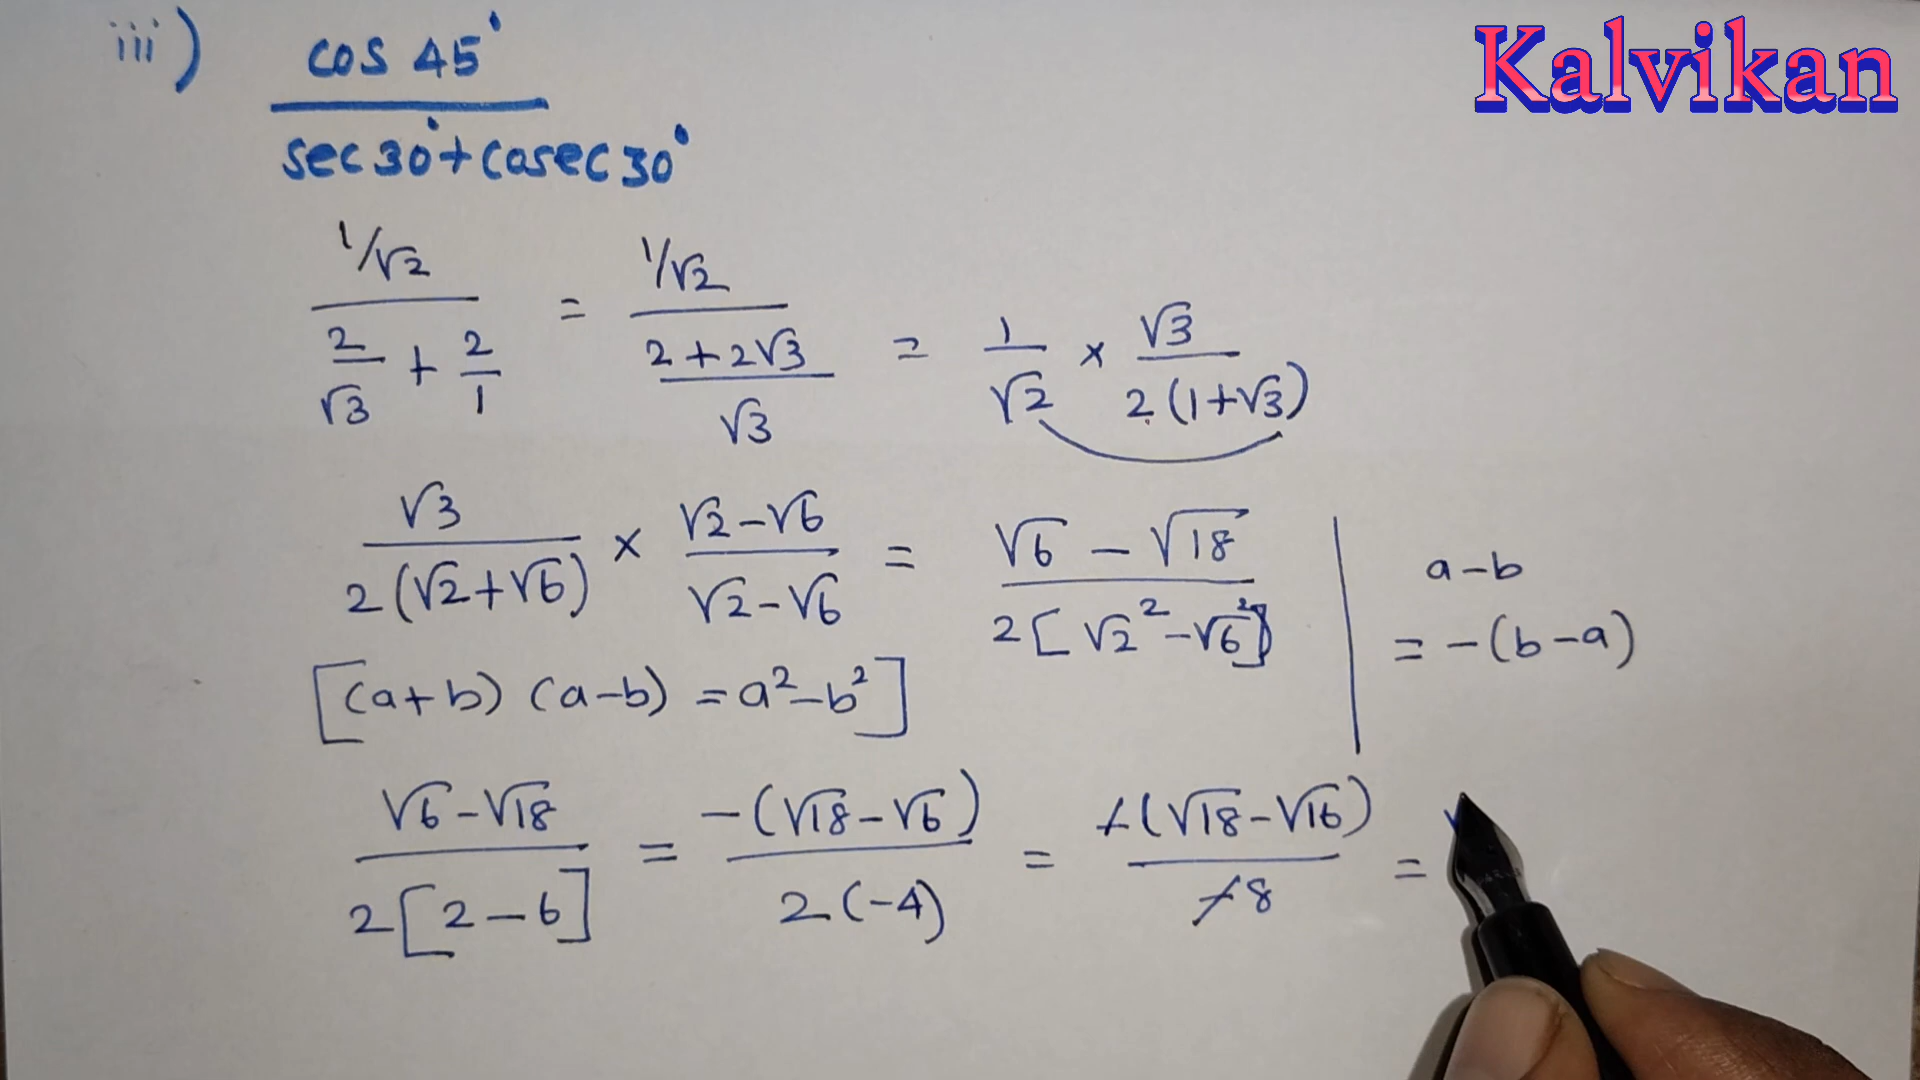 Kalvikan
iii) cos 45° / sec 30° + cosec 30°
1/√2 / (2/√3 + 2/1) = 1/√2 / ((2+2√3)/√3) = 1/√2 × √3/2(1+√3)
√3/2(√2+√6) × (√2-√6)/(√2-√6) = (√6 - √18)/2[√2² - √6²]
a-b
= -(b-a)
[(a+b) (a-b) = a²-b²]
(√6-√18)/2[2-6] = -(√18-√6)/2(-4) = -(√18-√16)/-8 =